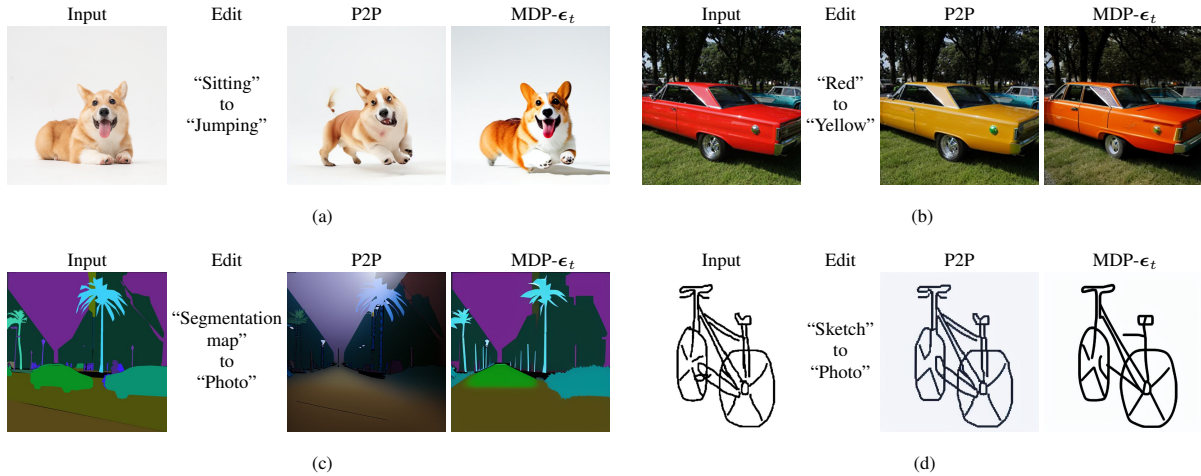 Input Edit P2P MDP-ϵt
“Sitting”
to
“Jumping”
(a)
Input Edit P2P MDP-ϵt
“Red”
to
“Yellow”
(b)
Input Edit P2P MDP-ϵt
“Segmentation
map”
to
“Photo”
(c)
Input Edit P2P MDP-ϵt
“Sketch”
to
“Photo”
(d)